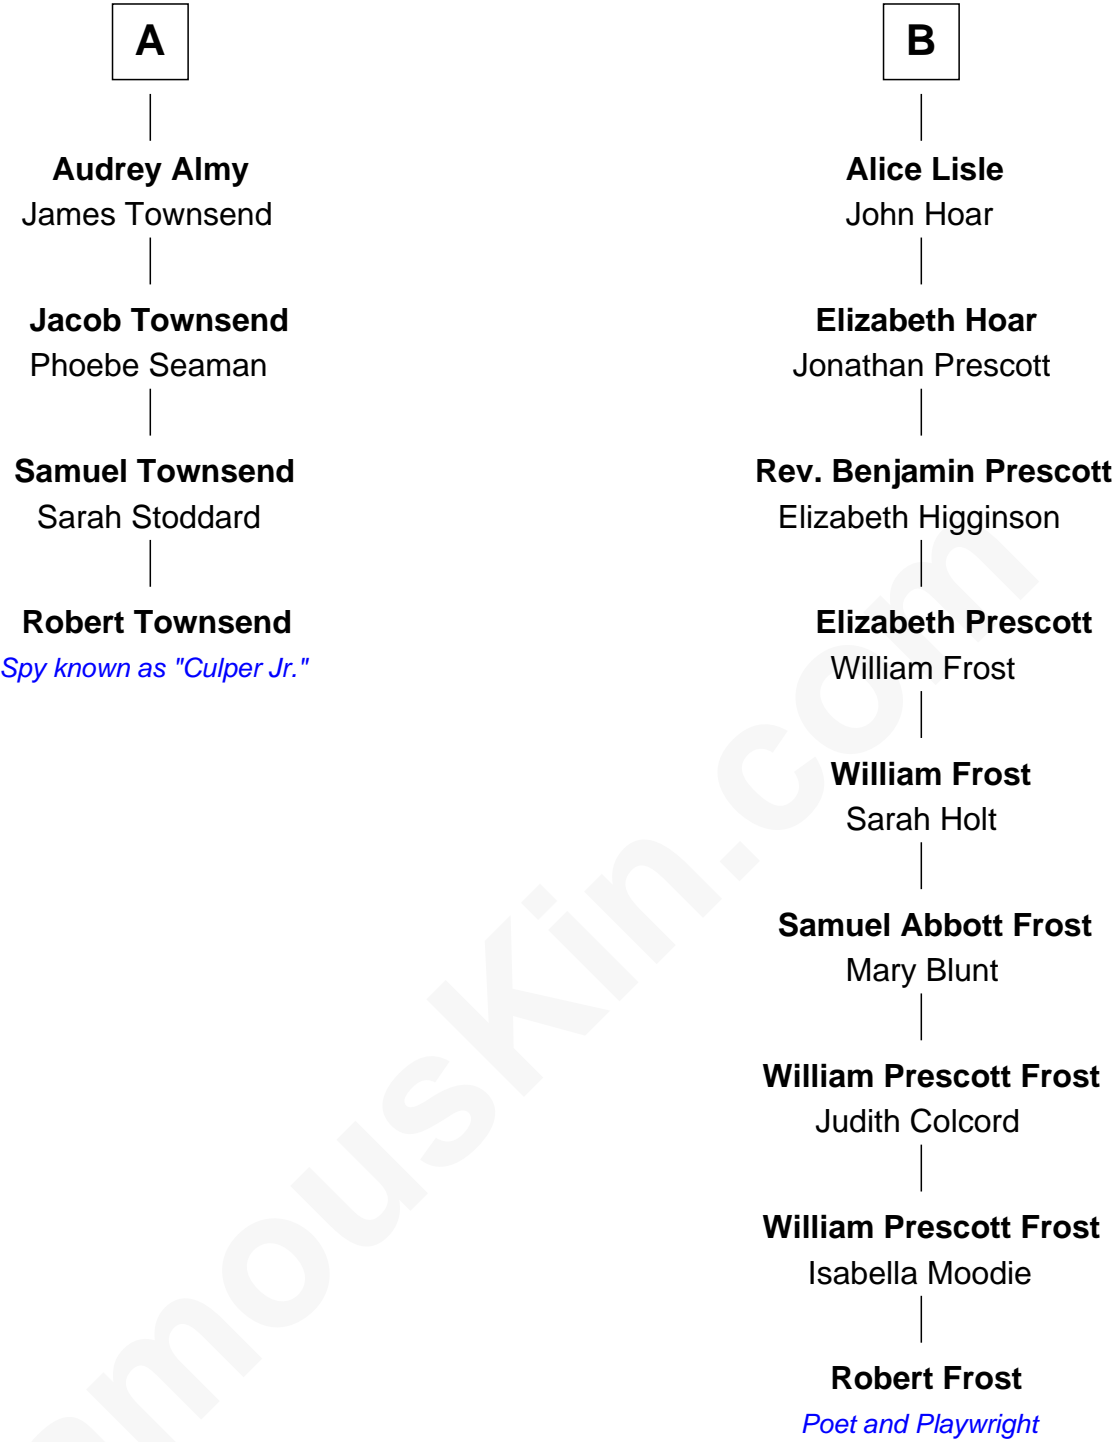 A
Audrey Almy
James Townsend
Jacob Townsend
Phoebe Seaman
Samuel Townsend
Sarah Stoddard
Robert Townsend
Spy known as "Culper Jr."
B
Alice Lisle
John Hoar
Elizabeth Hoar
Jonathan Prescott
Rev. Benjamin Prescott
Elizabeth Higginson
Elizabeth Prescott
William Frost
William Frost
Sarah Holt
Samuel Abbott Frost
Mary Blunt
William Prescott Frost
Judith Colcord
William Prescott Frost
Isabella Moodie
Robert Frost
Poet and Playwright
amouskin.com